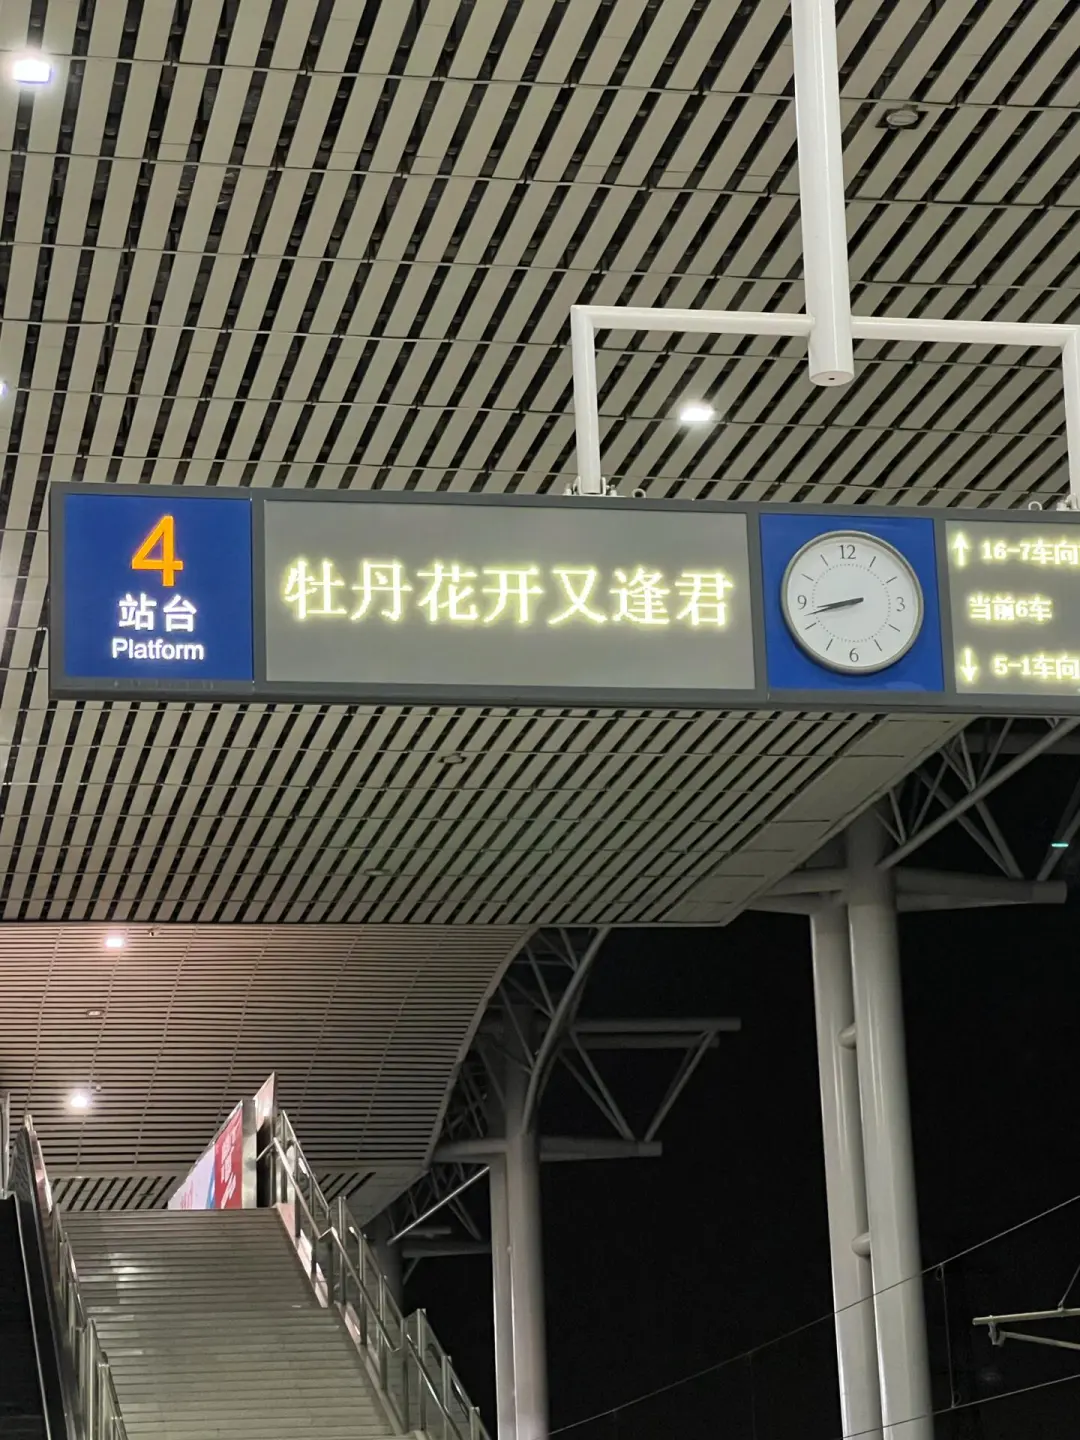 4
站台
Platform
牡丹花开又逢君
12
9
3
6
↑ 16-7车向
当前6车
↓ 5-1车向